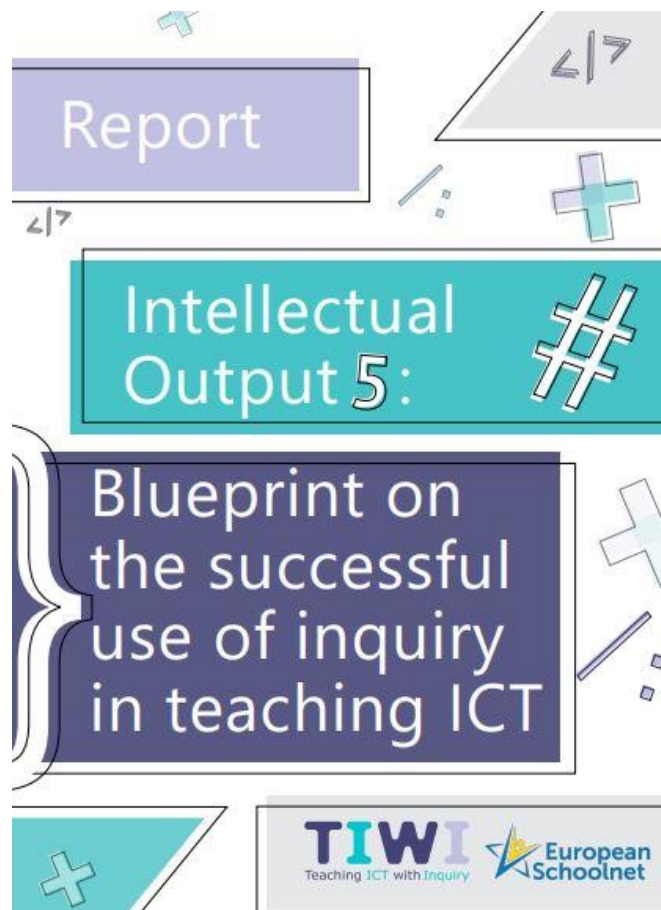 </>
Report
</>
Intellectual
Output 5:
#
Blueprint on
the successful
use of inquiry
in teaching ICT
TIWI
Teaching ICT with Inquiry
European
Schoolnet